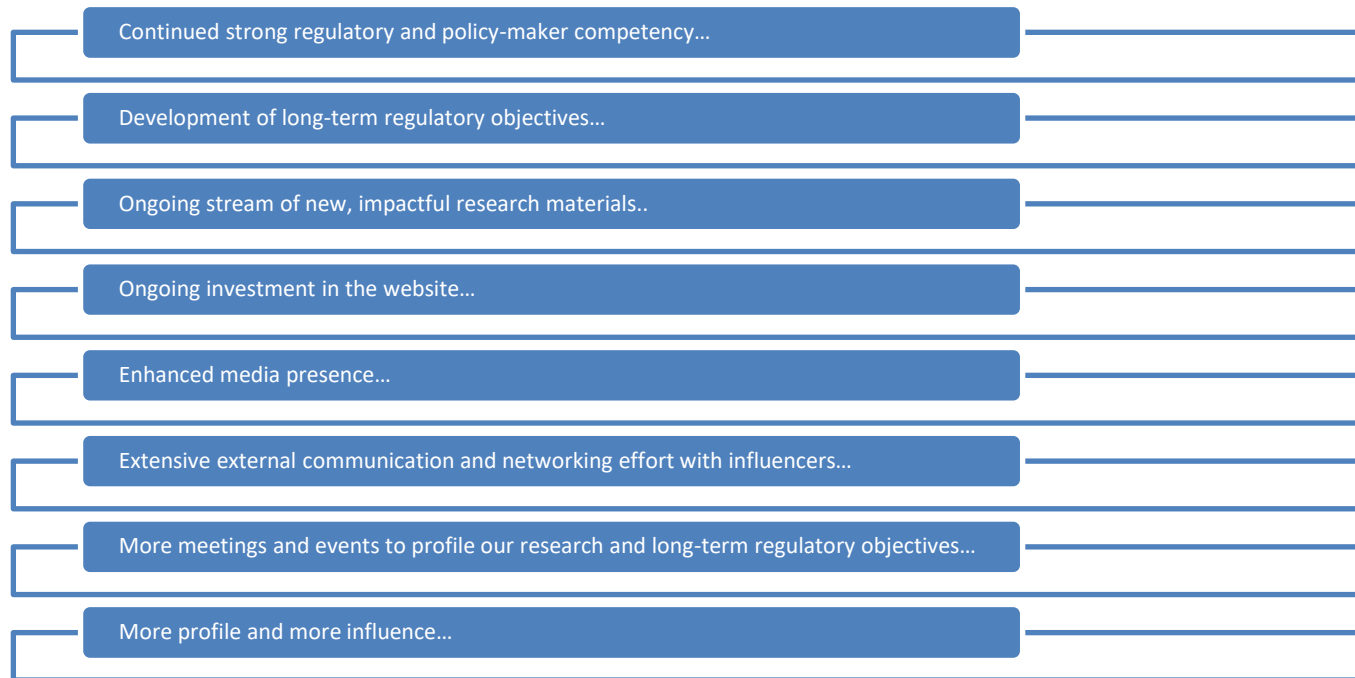 Continued strong regulatory and policy-maker competency…
Development of long-term regulatory objectives…
Ongoing stream of new, impactful research materials..
Ongoing investment in the website…
Enhanced media presence…
Extensive external communication and networking effort with influencers…
More meetings and events to profile our research and long-term regulatory objectives…
More profile and more influence…